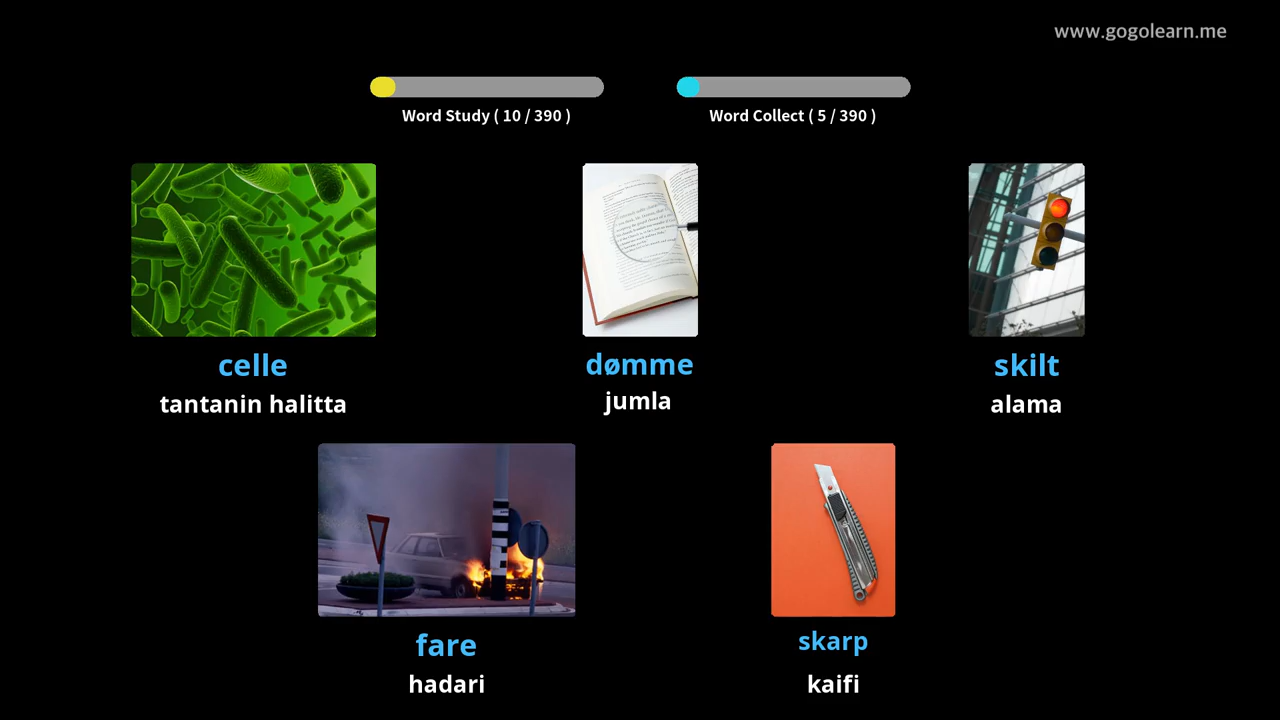 www.gogolearn.me
Word Study ( 10 / 390 )
Word Collect ( 5 / 390 )
celle
tantanin halitta
dømme
jumla
skilt
alama
fare
hadari
skarp
kaifi